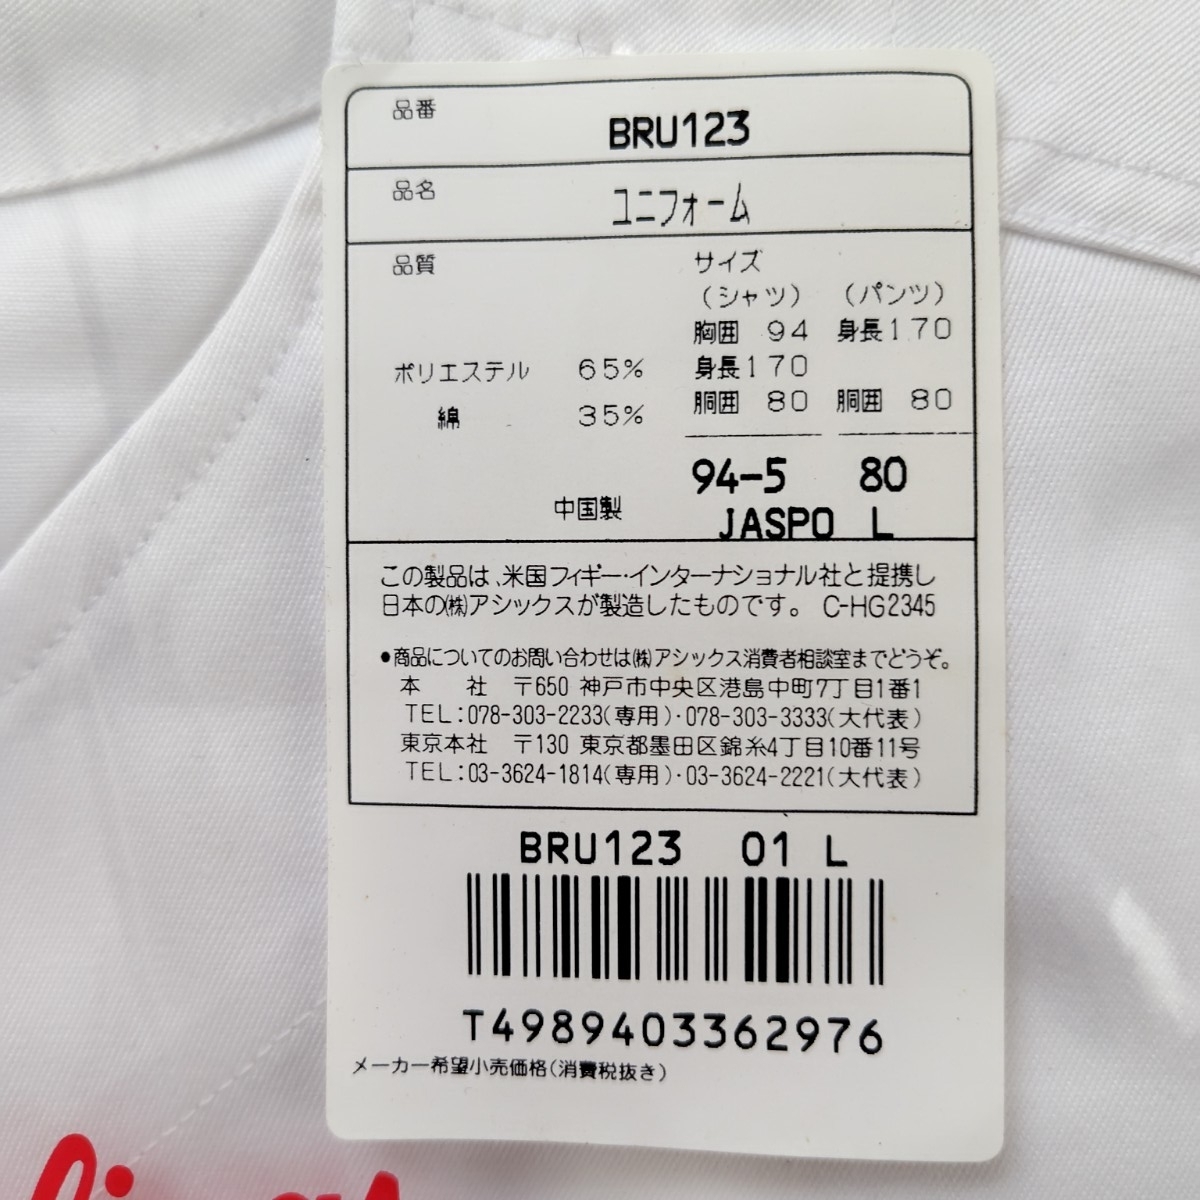 品番 BRU123
品名 ユニフォーム
品質 サイズ
(シャツ) (パンツ)
胸囲 94 身長170
ポリエステル 65% 身長170
綿 35% 胴囲 80 胴囲 80
94-5 80
中国製 JASPO L
この製品は、米国フィギー・インターナショナル社と提携し
日本の㈱アシックスが製造したものです。 C-HG2345
●商品についてのお問い合わせは㈱アシックス消費者相談室までどうぞ。
本 社 〒650 神戸市中央区港島中町7丁目1番1
TEL:078-303-2233(専用)・078-303-3333(大代表)
東京本社 〒130 東京都墨田区錦糸4丁目10番11号
TEL:03-3624-1814(専用)・03-3624-2221(大代表)
BRU123 01 L
T4989403362976
メーカー希望小売価格(消費税抜き)